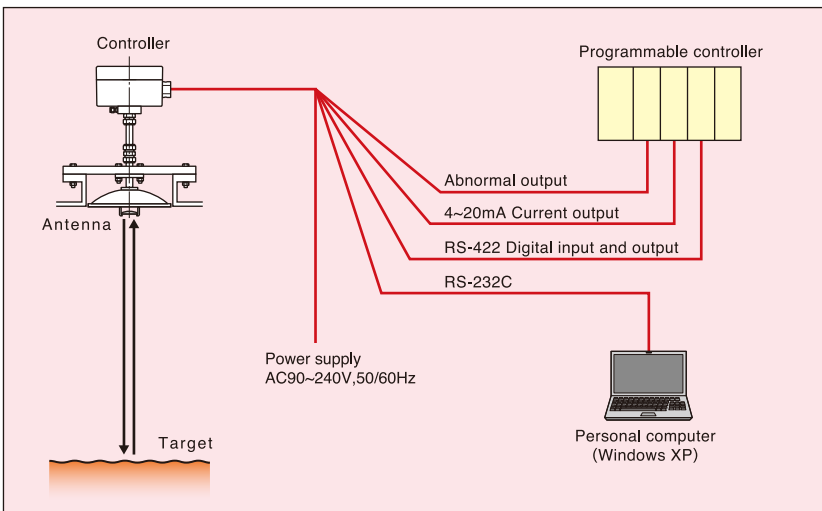 Controller
Programmable controller
Abnormal output
4~20mA Current output
Antenna
RS-422 Digital input and output
RS-232C
Power supply
AC90~240V,50/60Hz
Target
Personal computer
(Windows XP)